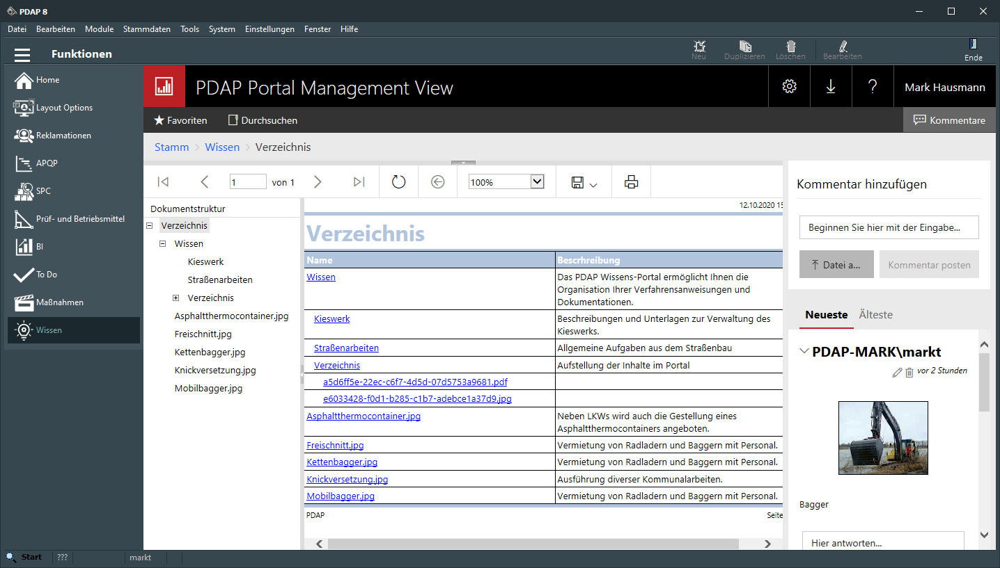 PDAP 8
Datei Bearbeiten Module Stammdaten Tools System Einstellungen Fenster Hilfe
Funktionen
Neu Duplizieren Löschen Bearbeiten Ende
Home
Layout Options
Reklamationen
APQP
SPC
Prüf- und Betriebsmittel
BI
To Do
Maßnahmen
Wissen
PDAP Portal Management View
? Mark Hausmann
Favoriten Durchsuchen Kommentare
Stamm > Wissen > Verzeichnis
1 von 1 100%
Dokumentstruktur
Verzeichnis
Wissen
Kieswerk
Straßenarbeiten
Verzeichnis
Asphaltthermocontainer.jpg
Freischnitt.jpg
Kettenbagger.jpg
Knickversetzung.jpg
Mobilbagger.jpg
12.10.2020 15
Verzeichnis
Name Bescrhreibung
Wissen Das PDAP Wissens-Portal ermöglicht Ihnen die
Organisation Ihrer Verfahrensanweisungen und
Dokumentationen.
Kieswerk Beschreibungen und Unterlagen zur Verwaltung des
Kieswerks.
Straßenarbeiten Allgemeine Aufgaben aus dem Straßenbau
Verzeichnis Aufstellung der Inhalte im Portal
a5d6ff5e-22ec-c6f7-4d5d-07d5753a9681.pdf
e6033428-f0d1-b285-c1b7-adebce1a37d9.jpg
Asphaltthermocontainer.jpg Neben LKWs wird auch die Gestellung eines
Asphaltthermocontainers angeboten.
Freischnitt.jpg Vermietung von Radladern und Baggern mit Personal.
Kettenbagger.jpg Vermietung von Radladern und Baggern mit Personal.
Knickversetzung.jpg Ausführung diverser Kommunalarbeiten.
Mobilbagger.jpg Vermietung von Radladern und Baggern mit Personal.
PDAP Seite
Kommentar hinzufügen
Beginnen Sie hier mit der Eingabe...
Datei a... Kommentar posten
Neueste Älteste
PDAP-MARK\markt
vor 2 Stunden
Bagger
Hier antworten...
Start ??? markt